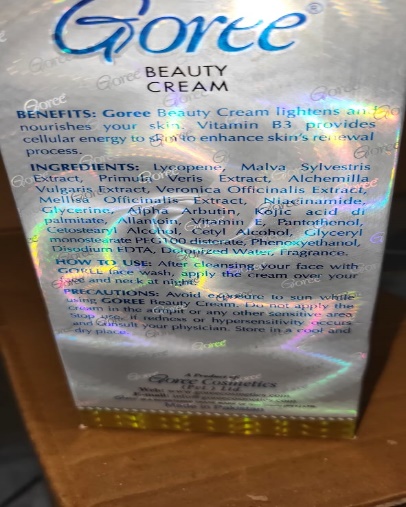 Goree®
BEAUTY
CREAM
BENEFITS: Goree Beauty Cream lightens and
nourishes your skin. Vitamin B3 provides
cellular energy to skin to enhance skin's renewal
process.
INGREDIENTS: Lycopene, Malva Sylvestris
Extract, Primula Veris Extract, Alchemilla
Vulgaris Extract, Veronica Officinalis Extract,
Mellisa Officinalis Extract, Niacinamide,
Glycerine, Alpha Arbutin, Kojic acid di
palmitate, Allantoin, Vitamin E, Pantothenol,
Cetostearyl Alcohol, Cetyl Alcohol, Glyceryl
monostearate PEG100 disterate, Phenoxyethanol,
Disodium EDTA, Deionized Water, Fragrance.
HOW TO USE: After cleansing your face with
GOREE face wash, apply the cream over your
face and neck at night.
PRECAUTIONS: Avoid exposure to sun while
using GOREE Beauty Cream. Do not apply the
cream in the armpit or any other sensitive area
Stop use, if redness or hypersensitivity occurs
and consult your physician. Store in a cool and
dry place.
A Product of
Goree Cosmetics
(Pvt.) Ltd.
Made in Pakistan